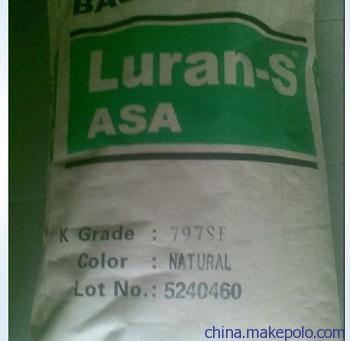 Luran-S®
ASA
K Grade : 797SE
Color : NATURAL
Lot No.: 5240460
china.makepolo.com